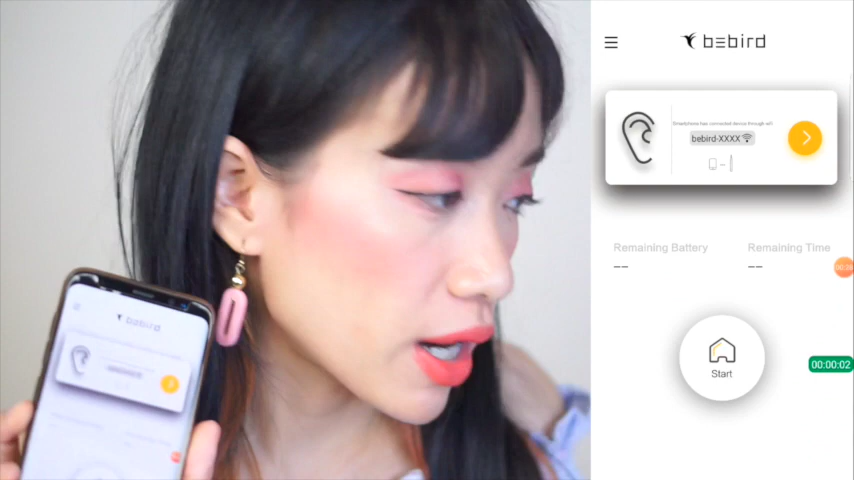 bebird
Smartphone has connected device through wifi
bebird-XXXX
Remaining Battery
Remaining Time
--
--
00:00:02
Start
bebird